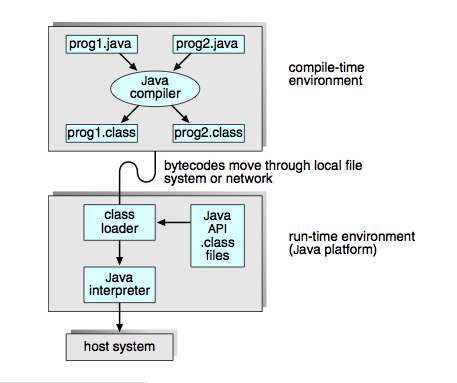 prog1.java
prog2.java
Java
compiler
compile-time
environment
prog1.class
prog2.class
bytecodes move through local file
system or network
class
loader
Java
API
.class
files
run-time environment
(Java platform)
Java
interpreter
host system